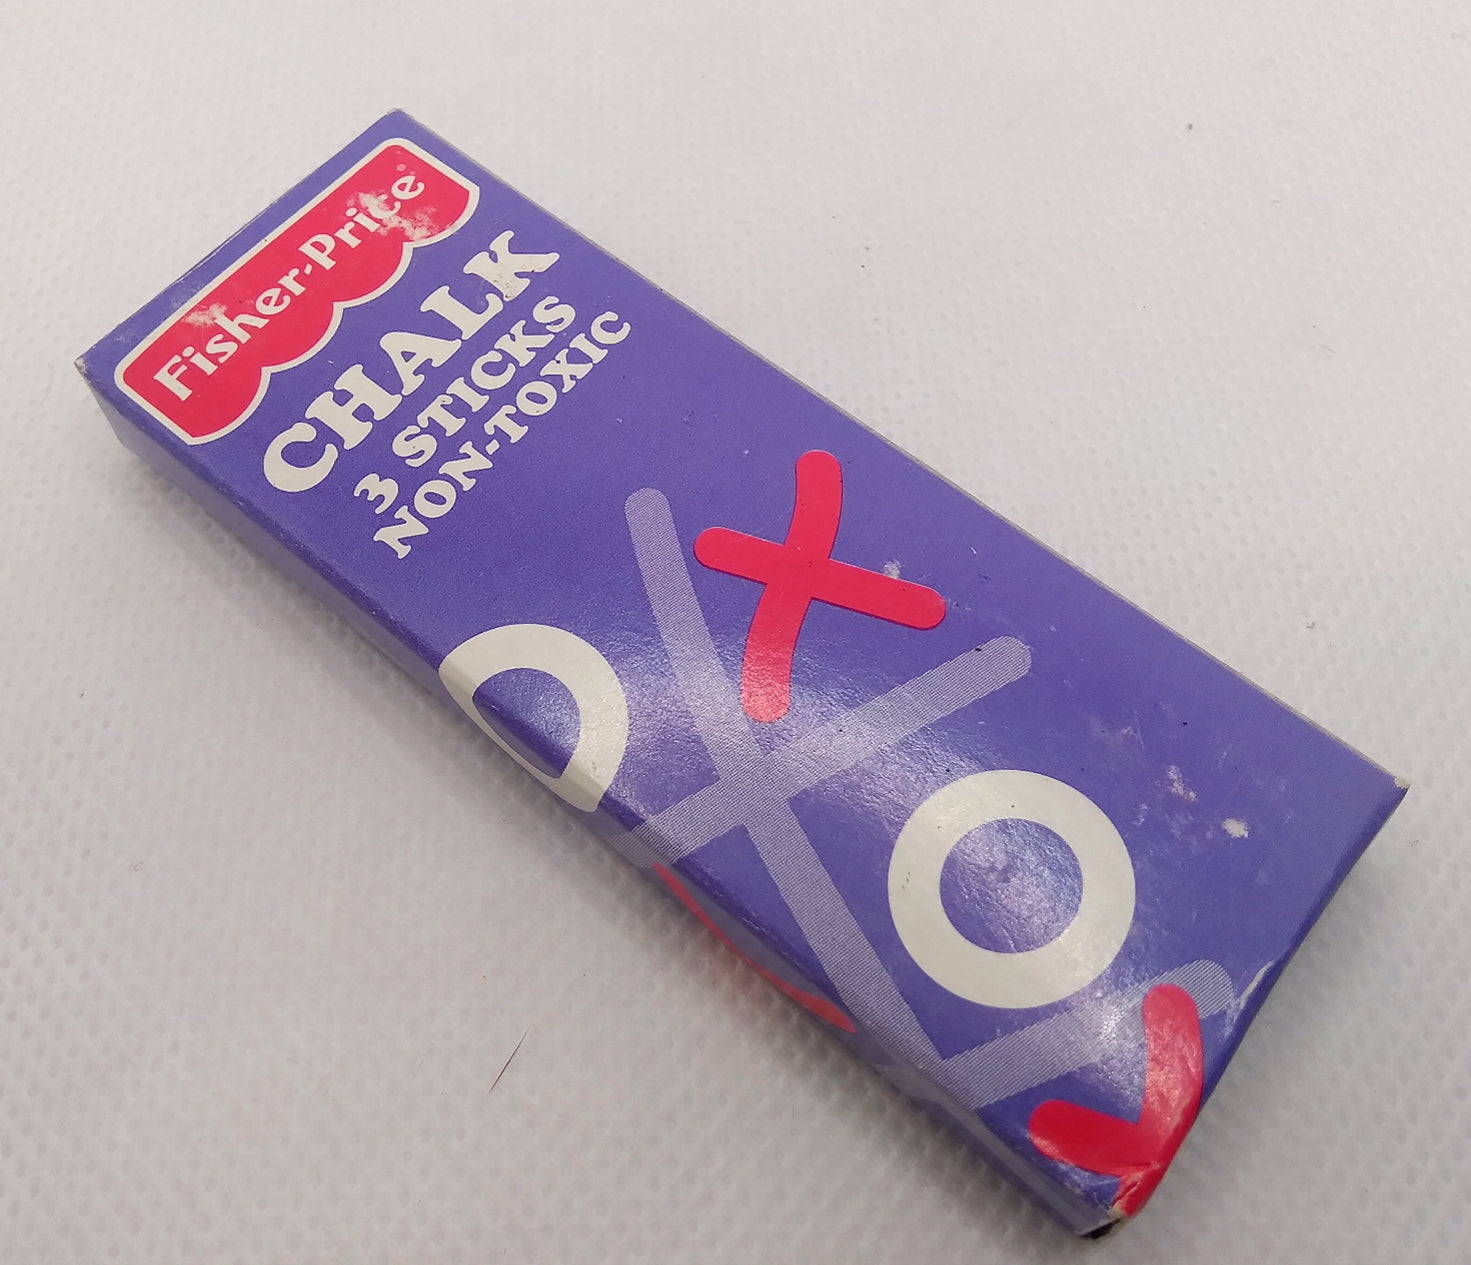 Fisher-Price®
CHALK
3 STICKS
NON-TOXIC